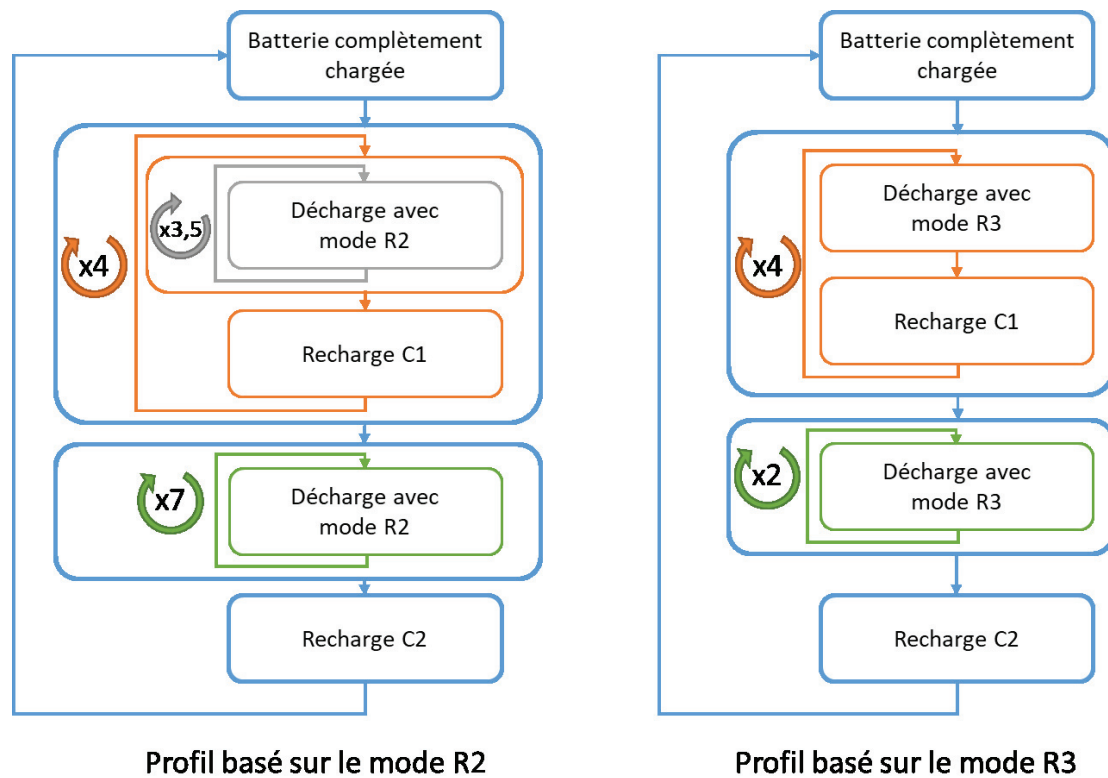 Batterie complètement
chargée
x4
x3,5
Décharge avec
mode R2
Recharge C1
x7
Décharge avec
mode R2
Recharge C2
Profil basé sur le mode R2
Batterie complètement
chargée
x4
Décharge avec
mode R3
Recharge C1
x2
Décharge avec
mode R3
Recharge C2
Profil basé sur le mode R3